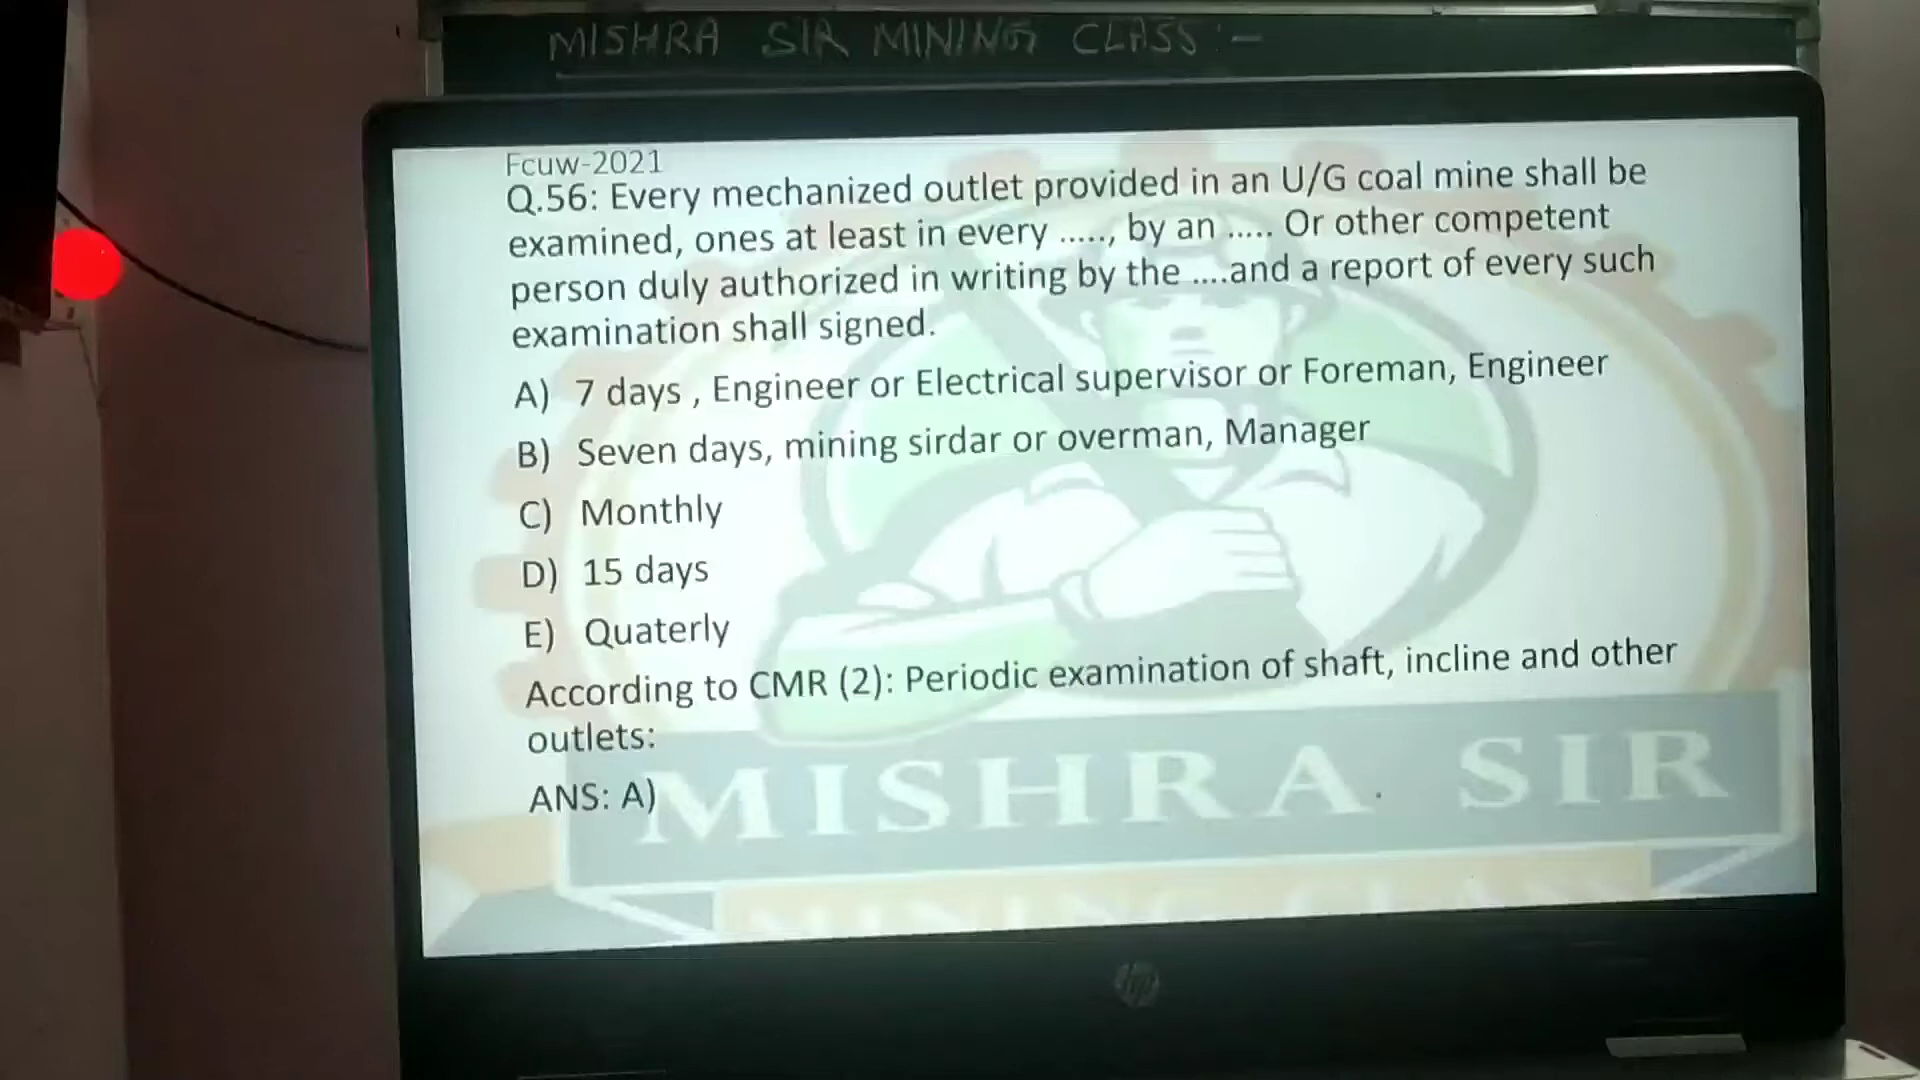 MISHRA SIR MINING CLASS :-
Fcuw-2021
Q.56: Every mechanized outlet provided in an U/G coal mine shall be
examined, ones at least in every ....., by an ..... Or other competent
person duly authorized in writing by the ....and a report of every such
examination shall signed.
A) 7 days , Engineer or Electrical supervisor or Foreman, Engineer
B) Seven days, mining sirdar or overman, Manager
C) Monthly
D) 15 days
E) Quaterly
According to CMR (2): Periodic examination of shaft, incline and other
outlets:
ANS: A)
MISHRA SIR
MINING CLASS
hp